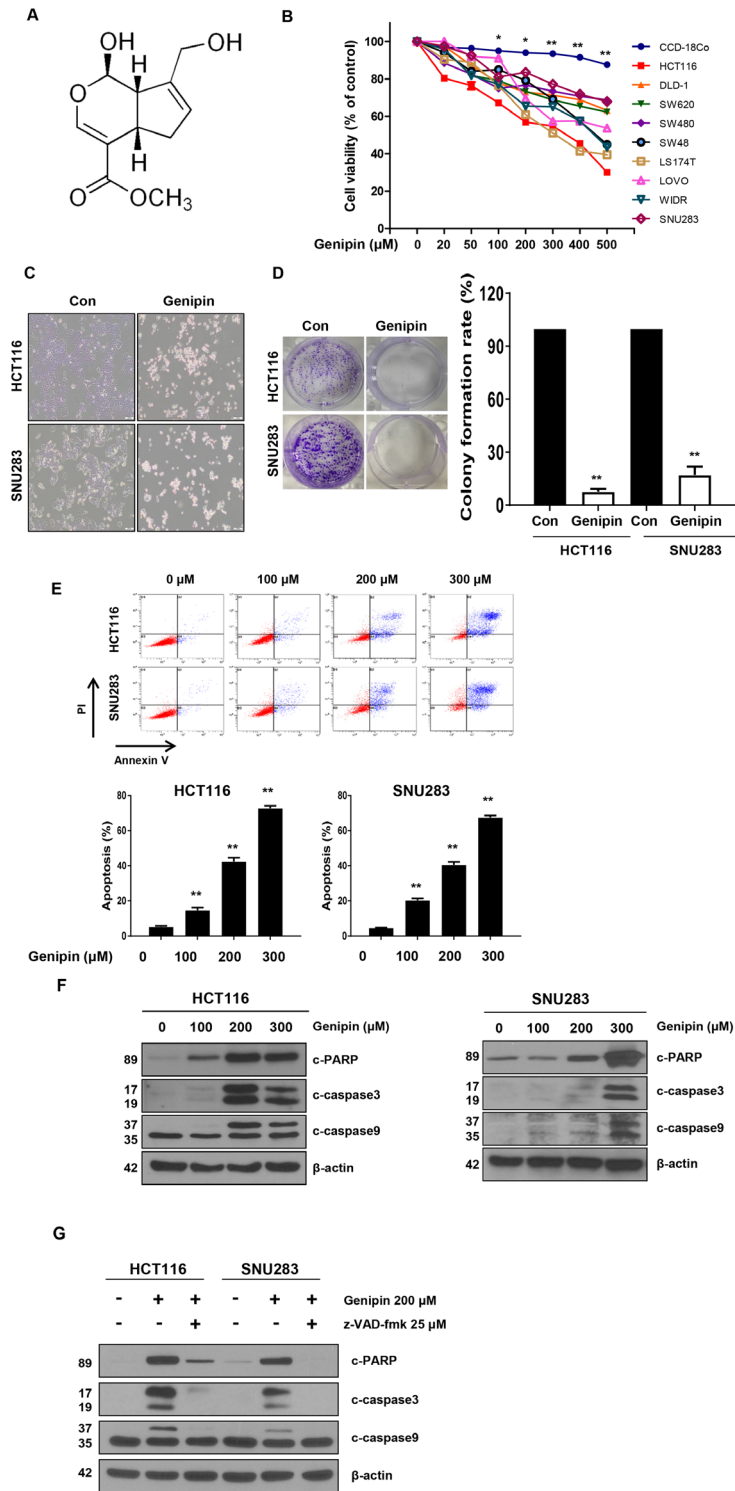 A
OH
OH
H
O
H
O
OCH₃
B
Cell viability (% of control)
100
80
60
40
20
0
Genipin (µM)
0 20 50 100 200 300 400 500
* * ** ** **
CCD-18Co
HCT116
DLD-1
SW620
SW480
SW48
LS174T
LOVO
WIDR
SNU283
C
Con Genipin
HCT116
SNU283
D
Con Genipin
HCT116
SNU283
Colony formation rate (%)
120
90
60
30
0
**
**
Con Genipin Con Genipin
HCT116 SNU283
E
0 µM 100 µM 200 µM 300 µM
HCT116
SNU283
PI
Annexin V
HCT116
Apoptosis (%)
80
60
40
20
0
** ** **
Genipin (µM) 0 100 200 300
SNU283
Apoptosis (%)
80
60
40
20
0
** ** **
0 100 200 300
F
HCT116
0 100 200 300 Genipin (µM)
89 c-PARP
17
19
c-caspase3
37
35
c-caspase9
42 β-actin
SNU283
0 100 200 300 Genipin (µM)
89 c-PARP
17
19
c-caspase3
37
35
c-caspase9
42 β-actin
G
HCT116 SNU283
- + + - + + Genipin 200 µM
- - + - - + z-VAD-fmk 25 µM
89 c-PARP
17
19
c-caspase3
37
35
c-caspase9
42 β-actin